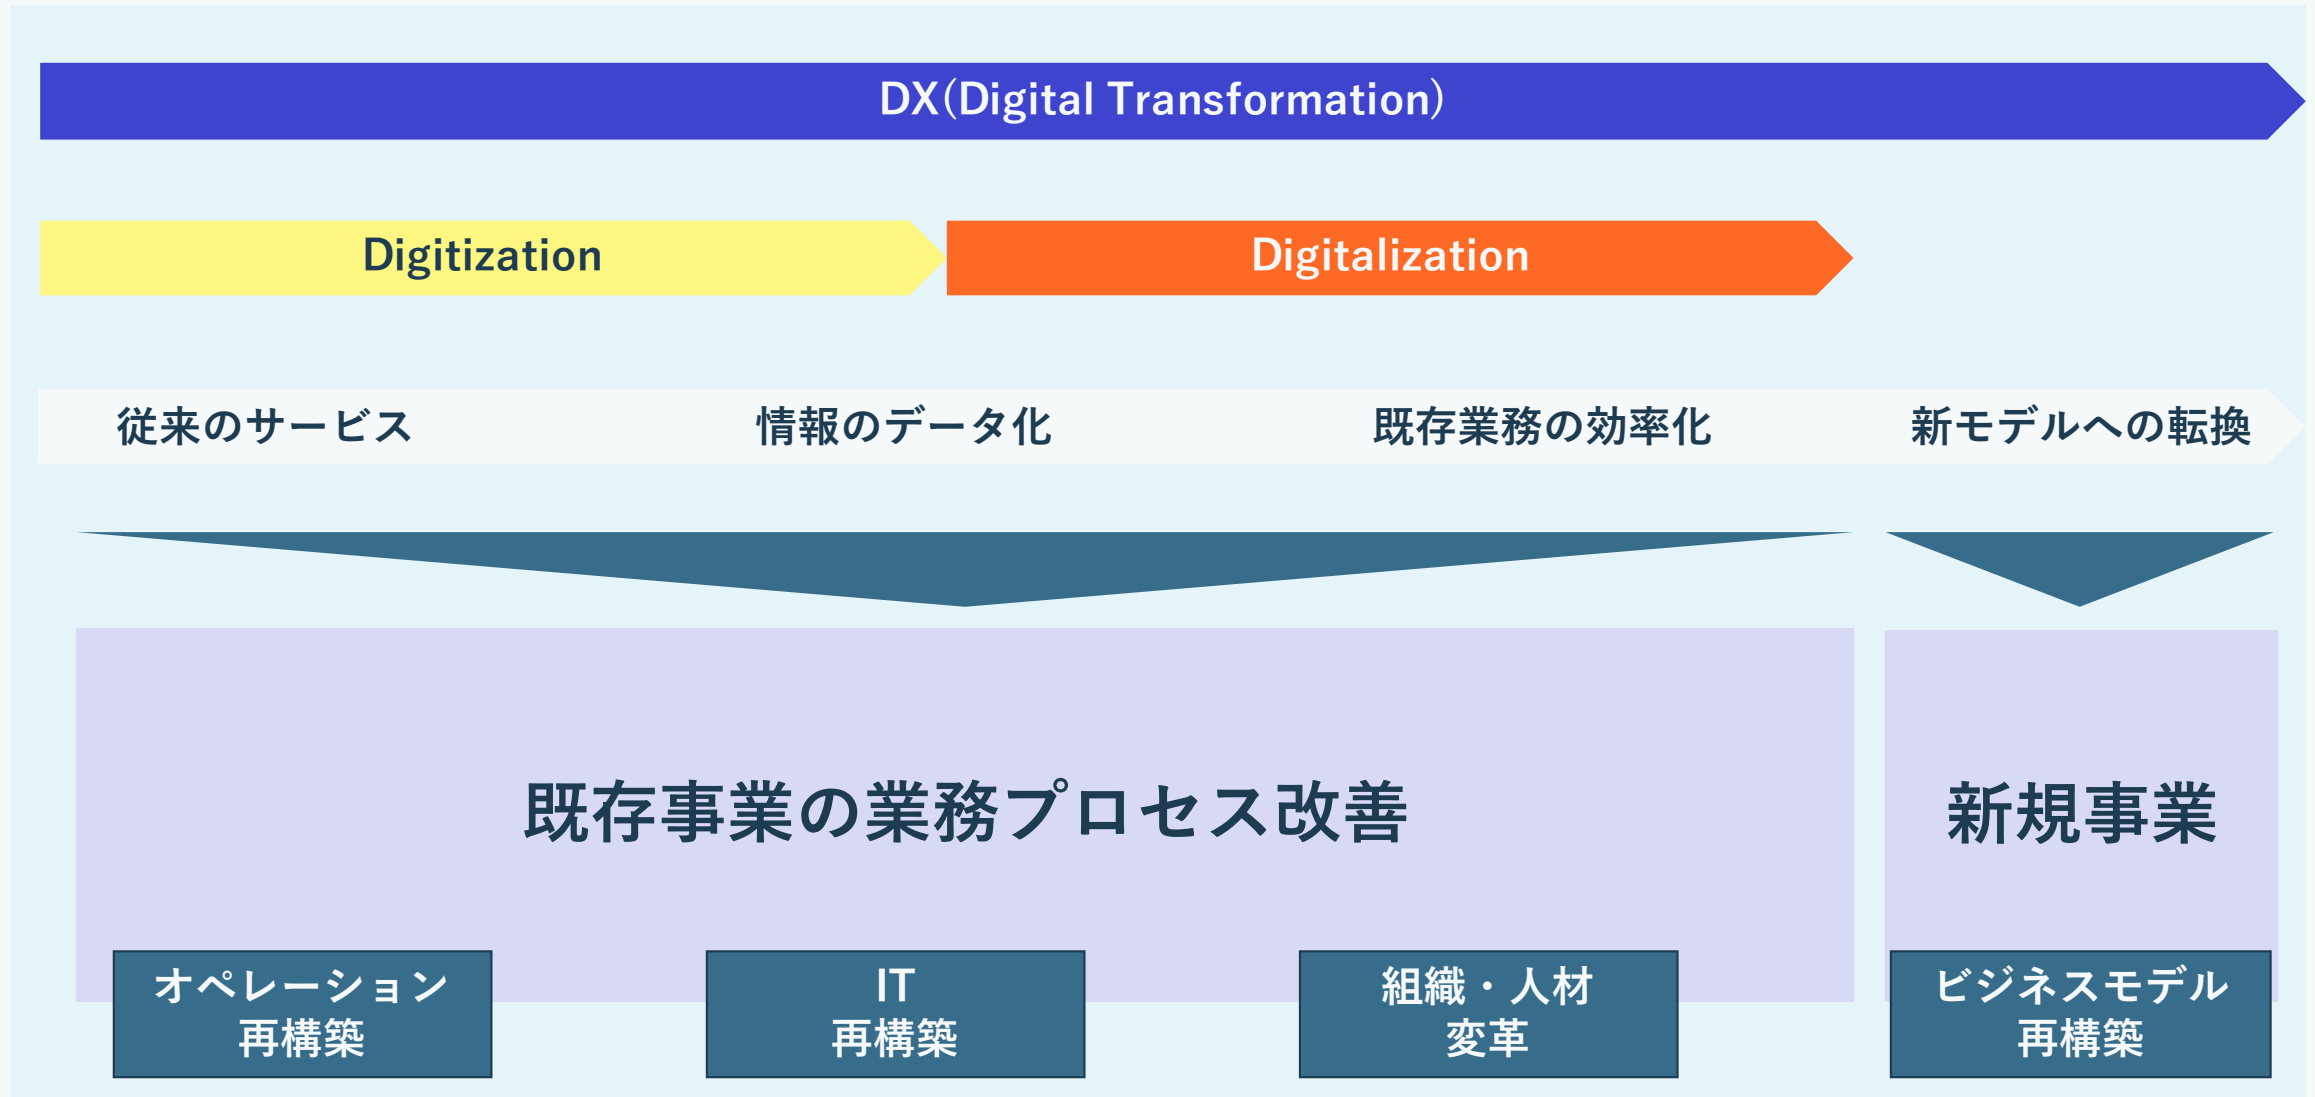 DX(Digital Transformation)
Digitization
Digitalization
従来のサービス
情報のデータ化
既存業務の効率化
新モデルへの転換
既存事業の業務プロセス改善
新規事業
オペレーション
再構築
IT
再構築
組織・人材
変革
ビジネスモデル
再構築